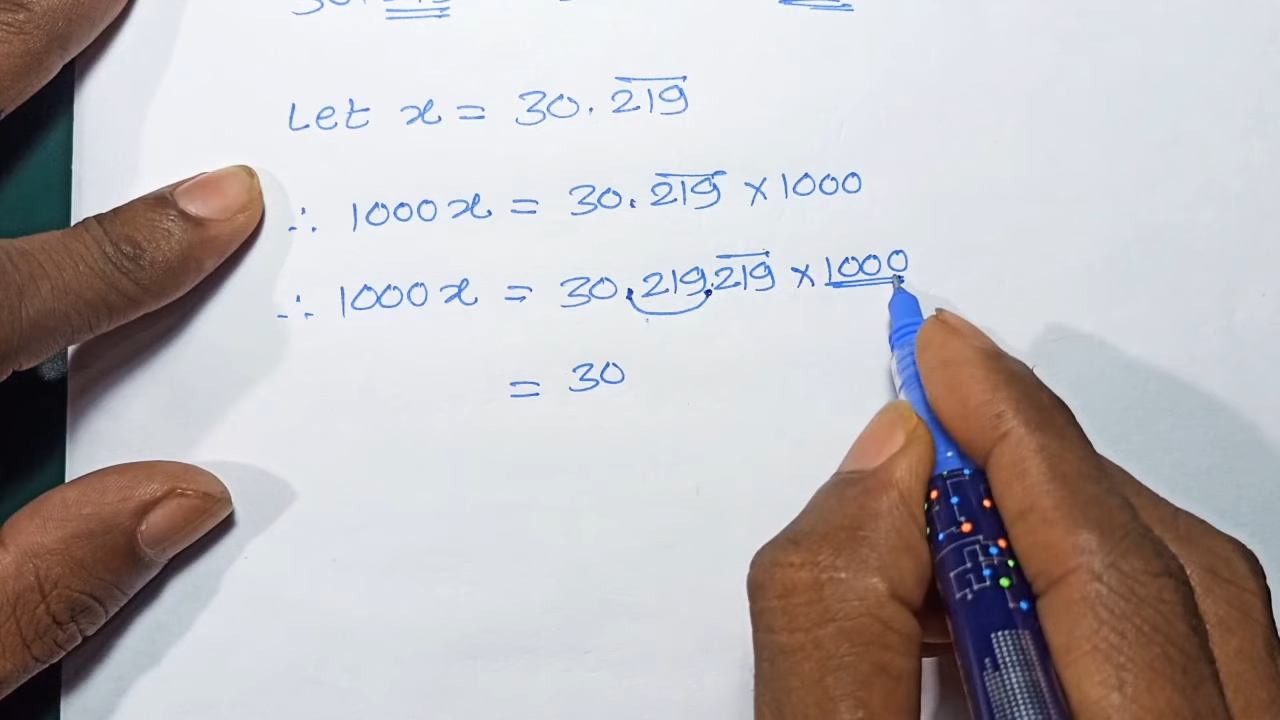 Let x = 30.2̅1̅9̅
∴ 1000x = 30.2̅1̅9̅ × 1000
∴ 1000x = 30.219.2̅1̅9̅ × 1000
= 30